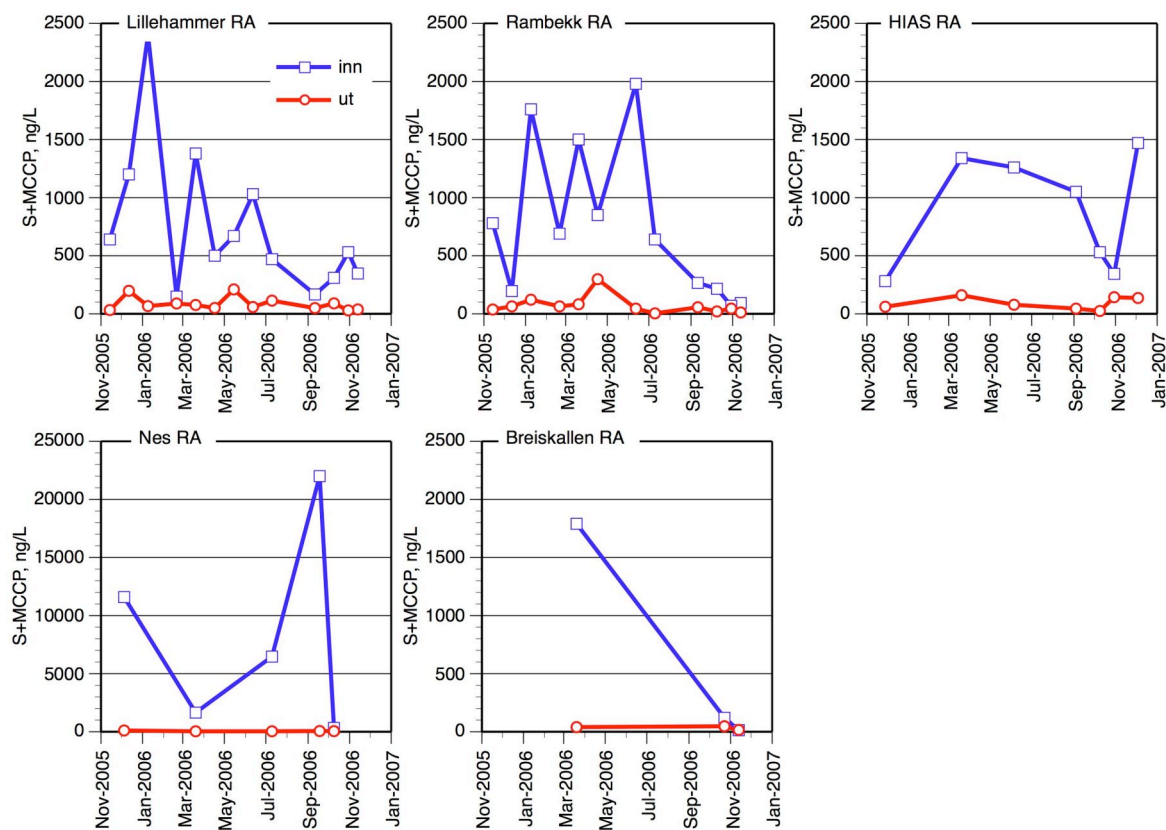 Lillehammer RA
S+MCCP, ng/L
2500
2000
1500
1000
500
0
inn
ut
Nov-2005
Jan-2006
Mar-2006
May-2006
Jul-2006
Sep-2006
Nov-2006
Jan-2007
Rambekk RA
S+MCCP, ng/L
2500
2000
1500
1000
500
0
Nov-2005
Jan-2006
Mar-2006
May-2006
Jul-2006
Sep-2006
Nov-2006
Jan-2007
HIAS RA
S+MCCP, ng/L
2500
2000
1500
1000
500
0
Nov-2005
Jan-2006
Mar-2006
May-2006
Jul-2006
Sep-2006
Nov-2006
Jan-2007
Nes RA
S+MCCP, ng/L
25000
20000
15000
10000
5000
0
Nov-2005
Jan-2006
Mar-2006
May-2006
Jul-2006
Sep-2006
Nov-2006
Jan-2007
Breiskallen RA
S+MCCP, ng/L
2500
2000
1500
1000
500
0
Nov-2005
Jan-2006
Mar-2006
May-2006
Jul-2006
Sep-2006
Nov-2006
Jan-2007